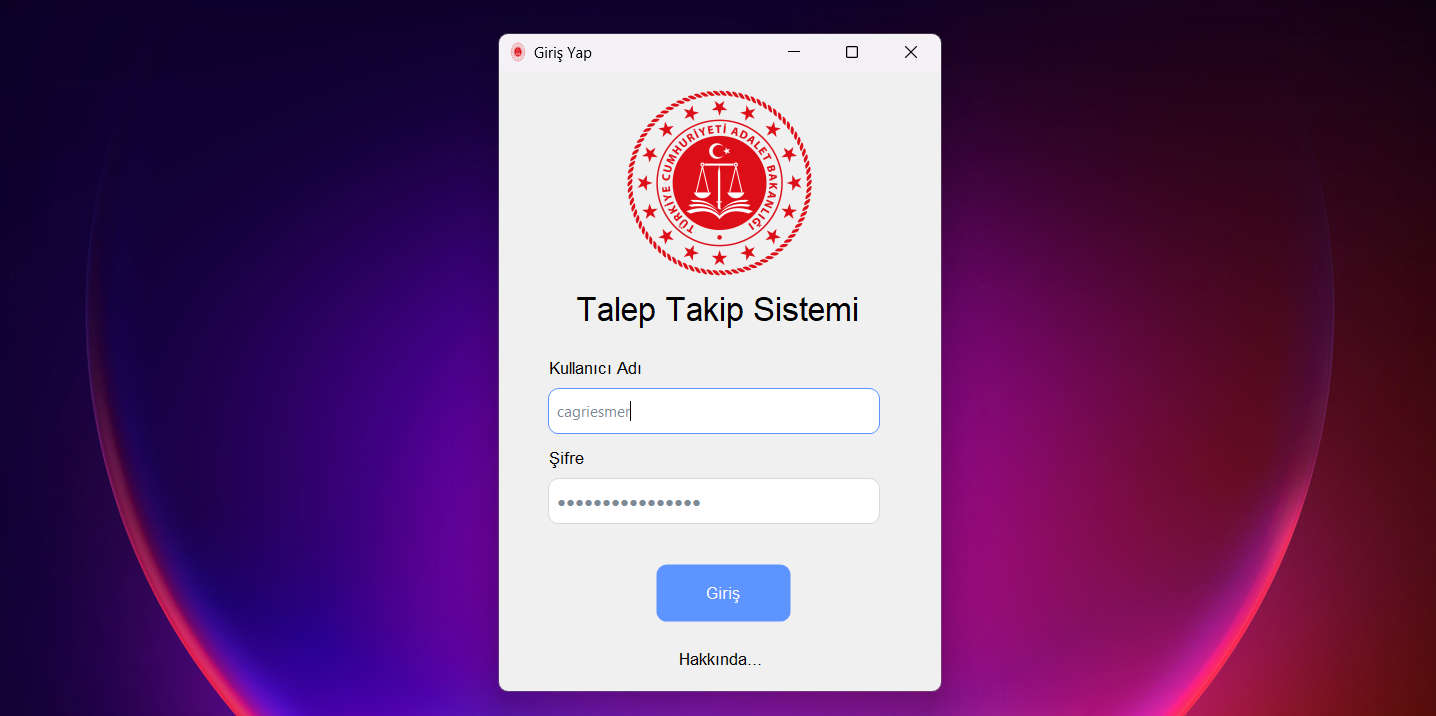 Giriş Yap
TÜRKİYE CUMHURİYETİ ADALET BAKANLIĞI
Talep Takip Sistemi
Kullanıcı Adı
cagriesmer
Şifre
••••••••••••••••
Giriş
Hakkında...